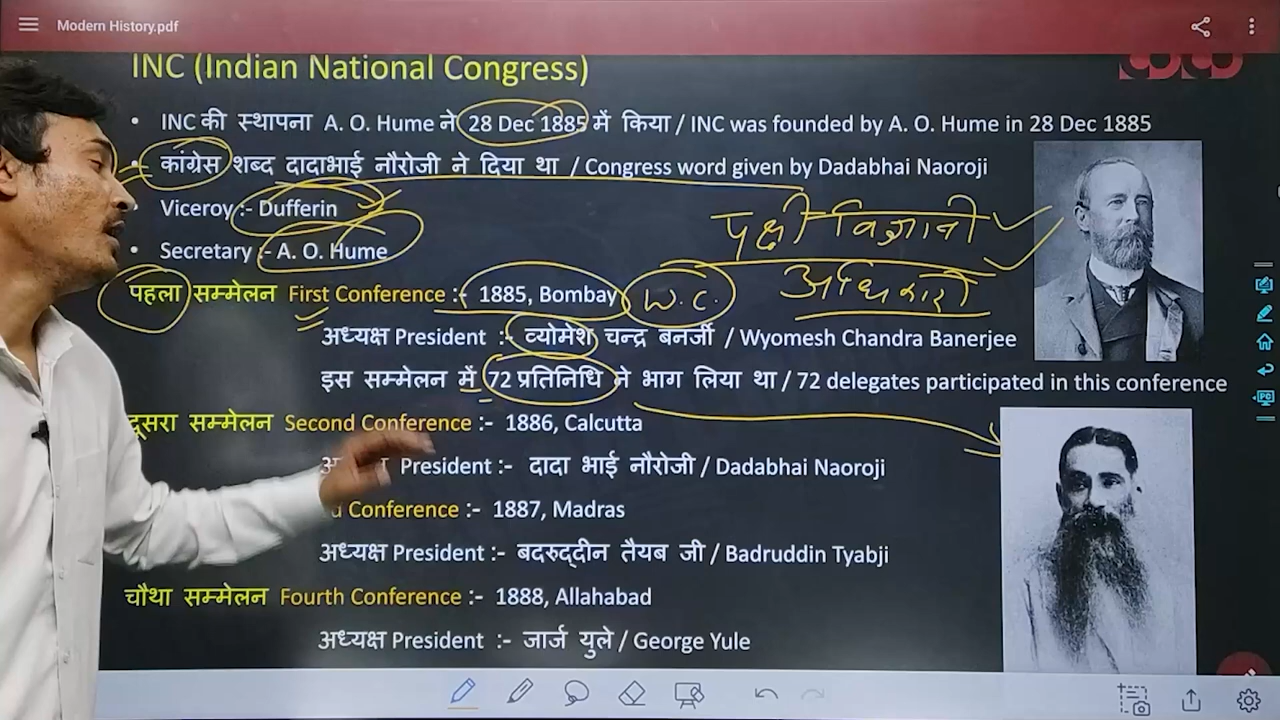 Modern History.pdf
INC (Indian National Congress)
• INC की स्थापना A. O. Hume ने 28 Dec 1885 में किया / INC was founded by A. O. Hume in 28 Dec 1885
• कांग्रेस शब्द दादाभाई नौरोजी ने दिया था / Congress word given by Dadabhai Naoroji
• Viceroy :- Dufferin
पक्षी विज्ञानी
• Secretary :- A. O. Hume
पहला सम्मेलन First Conference :- 1885, Bombay W.C. अधिकारी
अध्यक्ष President :- व्योमेश चन्द्र बनर्जी / Wyomesh Chandra Banerjee
इस सम्मेलन में 72 प्रतिनिधि ने भाग लिया था / 72 delegates participated in this conference
दूसरा सम्मेलन Second Conference :- 1886, Calcutta
President :- दादा भाई नौरोजी / Dadabhai Naoroji
Conference :- 1887, Madras
अध्यक्ष President :- बदरुद्दीन तैयब जी / Badruddin Tyabji
चौथा सम्मेलन Fourth Conference :- 1888, Allahabad
अध्यक्ष President :- जार्ज युले / George Yule